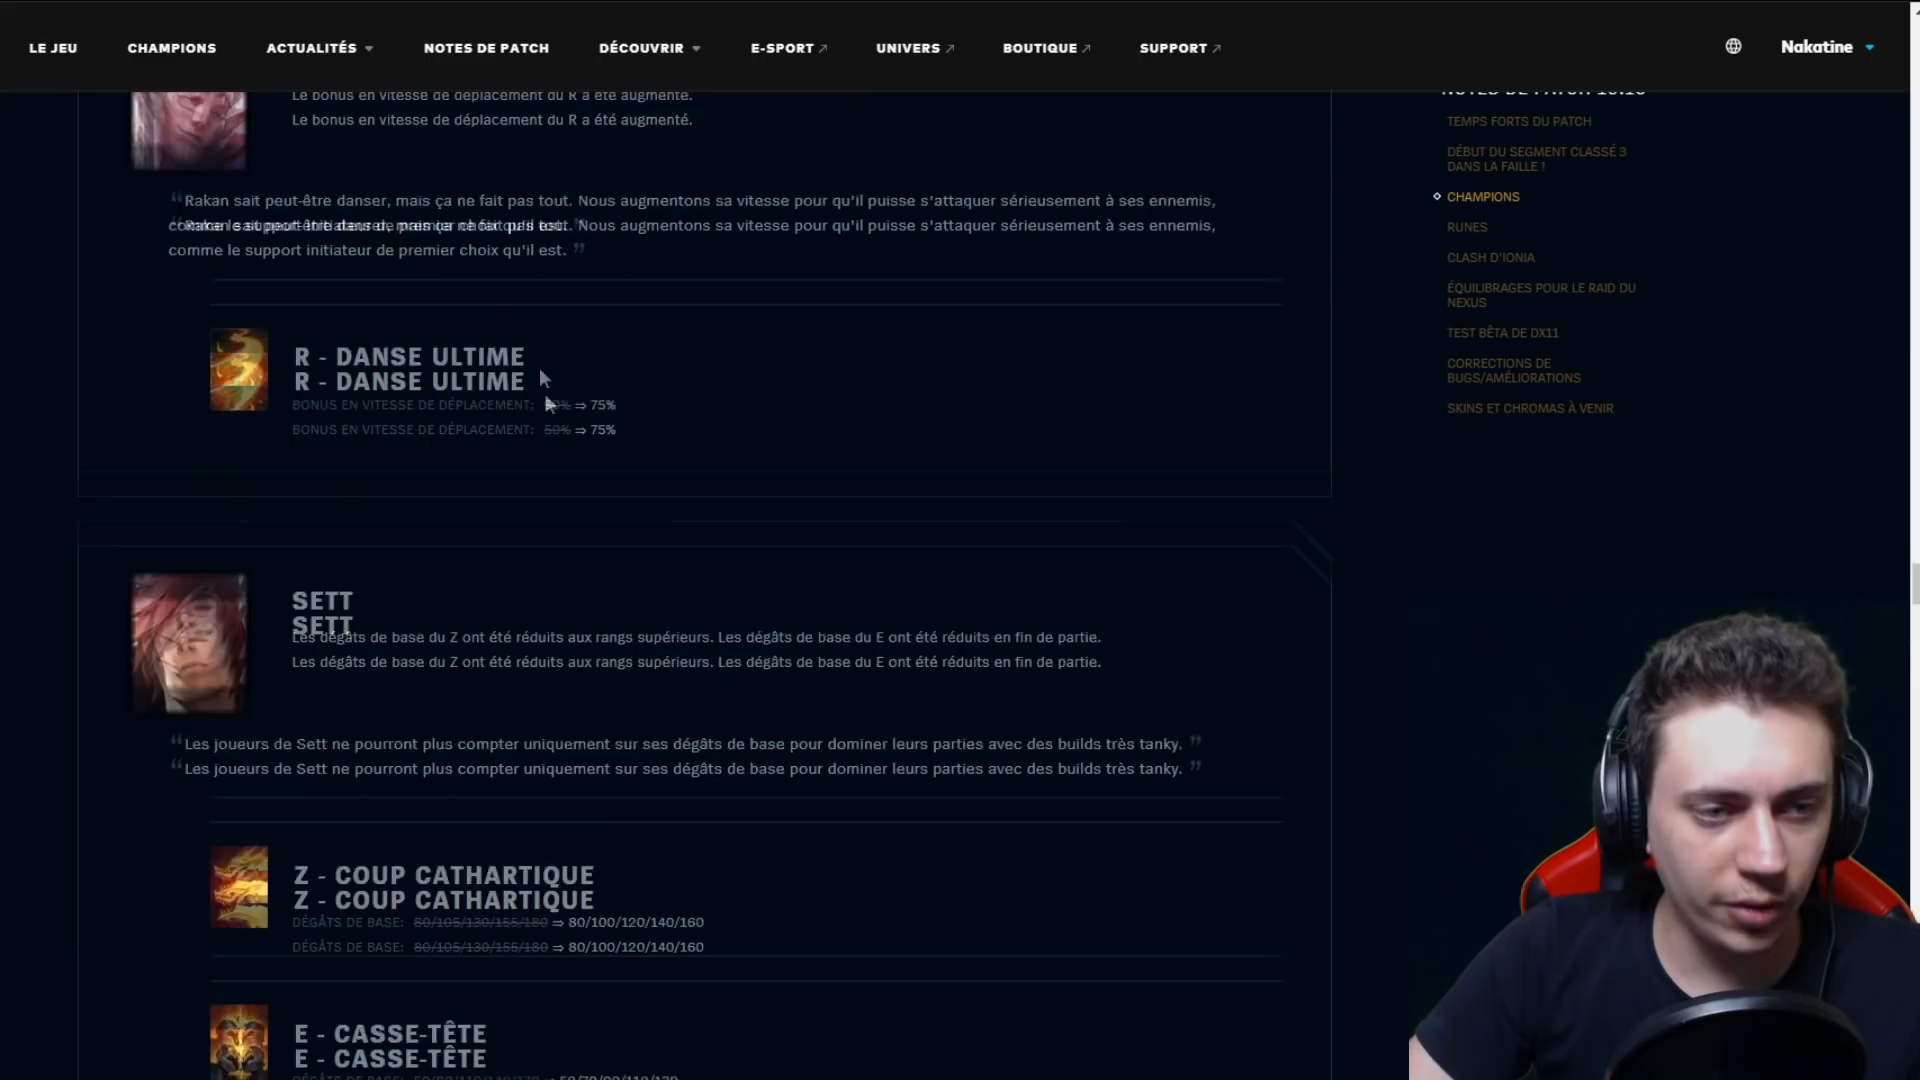 LE JEU CHAMPIONS ACTUALITÉS NOTES DE PATCH DÉCOUVRIR E-SPORT UNIVERS BOUTIQUE SUPPORT Nakatine
Le bonus en vitesse de déplacement du R a été augmenté.
Le bonus en vitesse de déplacement du R a été augmenté.
“Rakan sait peut-être danser, mais ça ne fait pas tout. Nous augmentons sa vitesse pour qu'il puisse s'attaquer sérieusement à ses ennemis,
Nous augmentons sa vitesse pour qu'il puisse s'attaquer sérieusement à ses ennemis,
comme le support initiateur de premier choix qu'il est. ”
R - DANSE ULTIME
R - DANSE ULTIME
BONUS EN VITESSE DE DÉPLACEMENT: ⇒ 75%
BONUS EN VITESSE DE DÉPLACEMENT: 50% ⇒ 75%
SETT
SETT
Les dégâts de base du Z ont été réduits aux rangs supérieurs. Les dégâts de base du E ont été réduits en fin de partie.
Les dégâts de base du Z ont été réduits aux rangs supérieurs. Les dégâts de base du E ont été réduits en fin de partie.
“Les joueurs de Sett ne pourront plus compter uniquement sur ses dégâts de base pour dominer leurs parties avec des builds très tanky. ”
“Les joueurs de Sett ne pourront plus compter uniquement sur ses dégâts de base pour dominer leurs parties avec des builds très tanky. ”
Z - COUP CATHARTIQUE
Z - COUP CATHARTIQUE
DÉGÂTS DE BASE: 80/105/130/155/180 ⇒ 80/100/120/140/160
DÉGÂTS DE BASE: 80/105/130/155/180 ⇒ 80/100/120/140/160
E - CASSE-TÊTE
E - CASSE-TÊTE
TEMPS FORTS DU PATCH
DÉBUT DU SEGMENT CLASSÉ 3
DANS LA FAILLE !
CHAMPIONS
RUNES
CLASH D'IONIA
ÉQUILIBRAGES POUR LE RAID DU
NEXUS
TEST BÊTA DE DX11
CORRECTIONS DE
BUGS/AMÉLIORATIONS
SKINS ET CHROMAS À VENIR